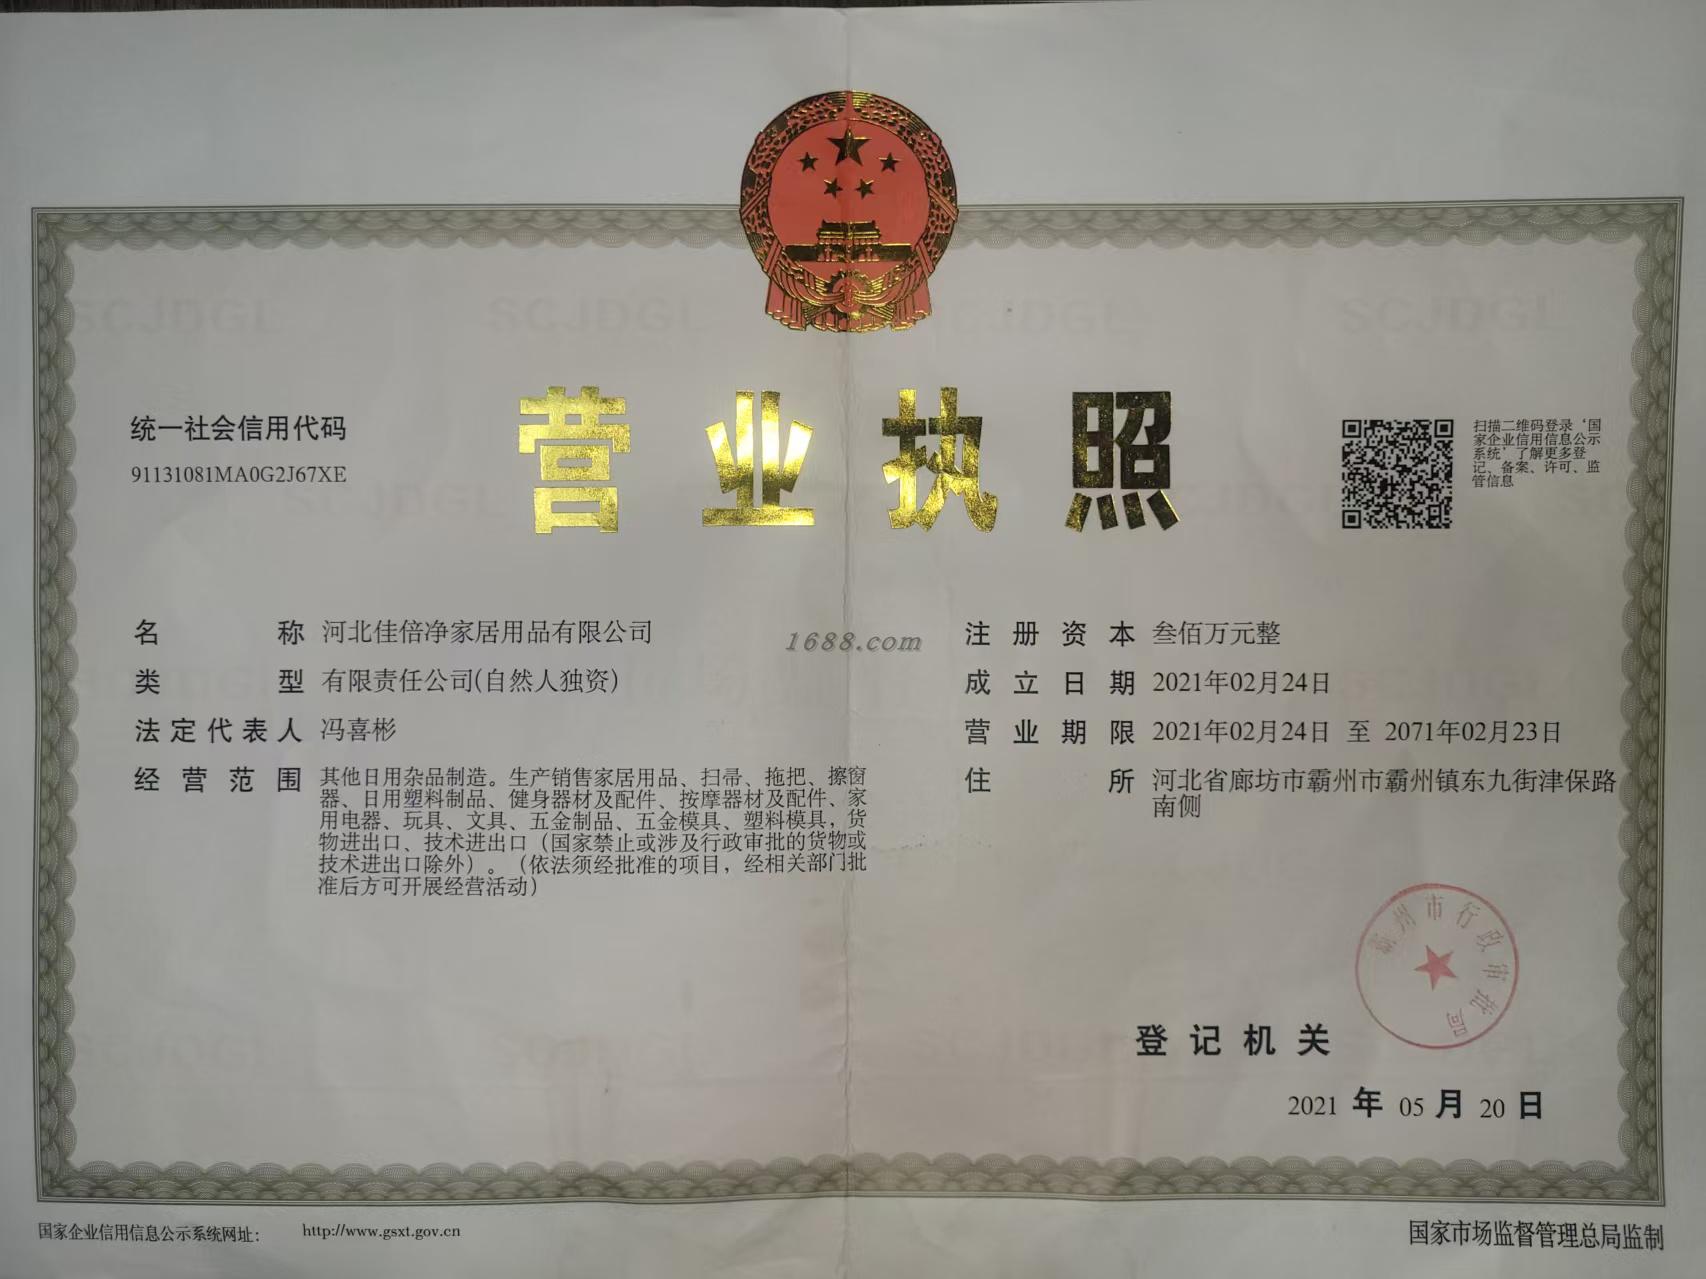 SCJDGL SCJDGL SCJDGL SCJDGL
营业执照
统一社会信用代码
91131081MA0G2J67XE
扫描二维码登录‘国
家企业信用信息公示
系统’了解更多登
记、备案、许可、监
管信息
名称 河北佳倍净家居用品有限公司
类型 有限责任公司(自然人独资)
法定代表人 冯喜彬
经营范围 其他日用杂品制造。生产销售家居用品、扫帚、拖把、擦窗
器、日用塑料制品、健身器材及配件、按摩器材及配件、家
用电器、玩具、文具、五金制品、五金模具、塑料模具，货
物进出口、技术进出口（国家禁止或涉及行政审批的货物或
技术进出口除外）。（依法须经批准的项目，经相关部门批
准后方可开展经营活动）
1688.com
注册资本 叁佰万元整
成立日期 2021年02月24日
营业期限 2021年02月24日 至 2071年02月23日
住所 河北省廊坊市霸州市霸州镇东九街津保路
南侧
霸州市行政审批局
登记机关
2021 年 05 月 20 日
国家企业信用信息公示系统网址： http://www.gsxt.gov.cn
国家市场监督管理总局监制